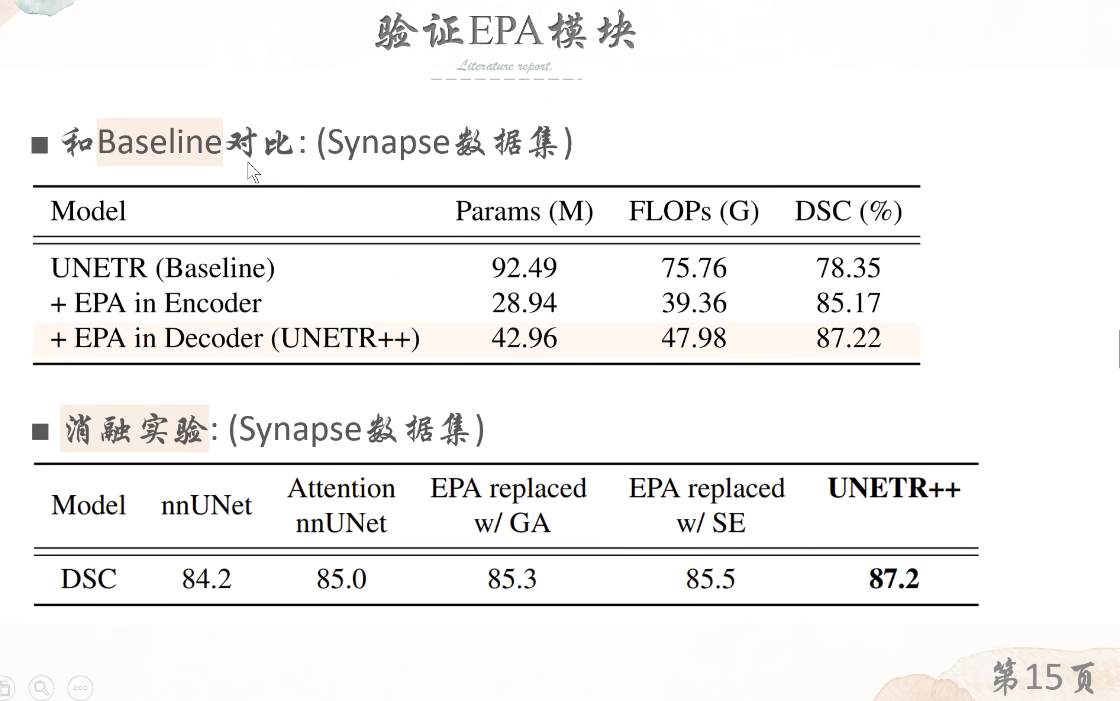 验证EPA模块
Literature report.
■ 和Baseline对比: (Synapse数据集)
Model Params (M) FLOPs (G) DSC (%)
UNETR (Baseline) 92.49 75.76 78.35
+ EPA in Encoder 28.94 39.36 85.17
+ EPA in Decoder (UNETR++) 42.96 47.98 87.22
■ 消融实验: (Synapse数据集)
Model nnUNet Attention nnUNet EPA replaced w/ GA EPA replaced w/ SE UNETR++
DSC 84.2 85.0 85.3 85.5 87.2
第15页